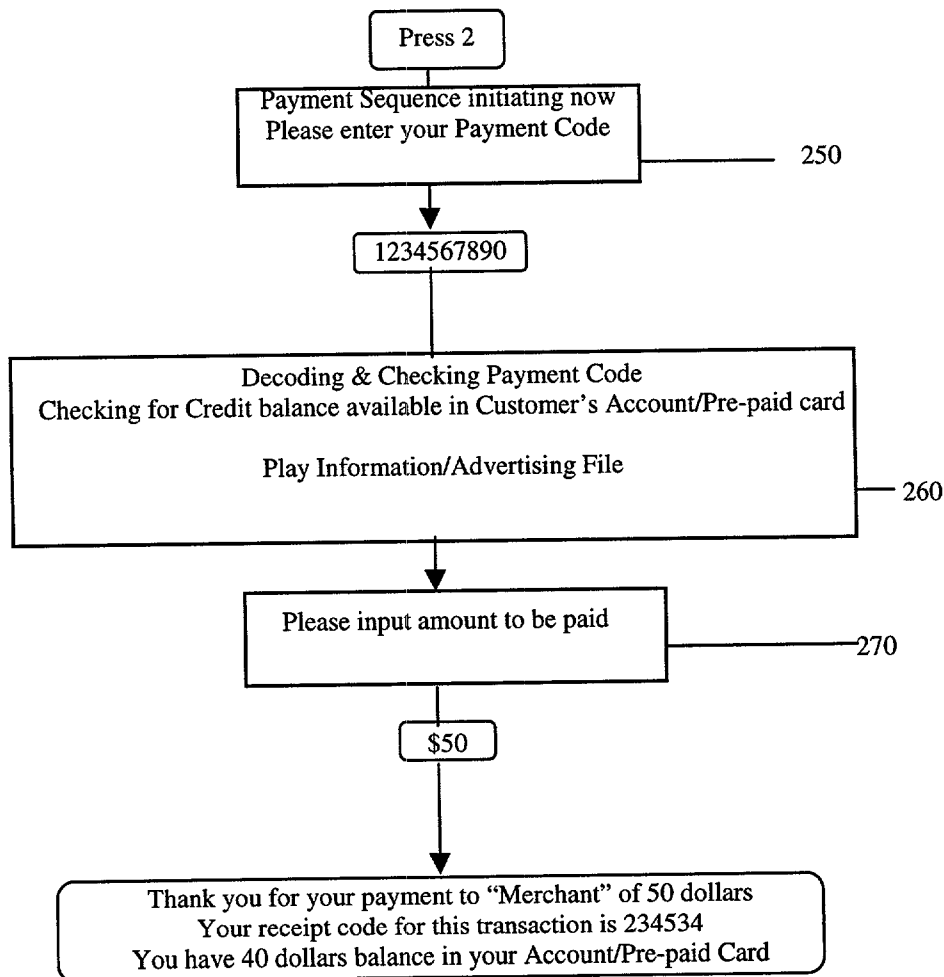 Press 2
Payment Sequence initiating now
Please enter your Payment Code
250
1234567890
Decoding & Checking Payment Code
Checking for Credit balance available in Customer's Account/Pre-paid card
Play Information/Advertising File
260
Please input amount to be paid
270
$50
Thank you for your payment to “Merchant” of 50 dollars
Your receipt code for this transaction is 234534
You have 40 dollars balance in your Account/Pre-paid Card